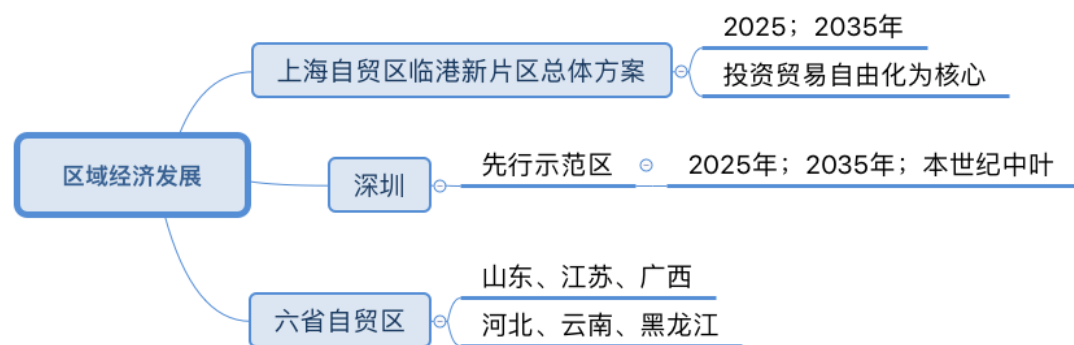 区域经济发展
上海自贸区临港新片区总体方案
2025；2035年
投资贸易自由化为核心
深圳
先行示范区
2025年；2035年；本世纪中叶
六省自贸区
山东、江苏、广西
河北、云南、黑龙江